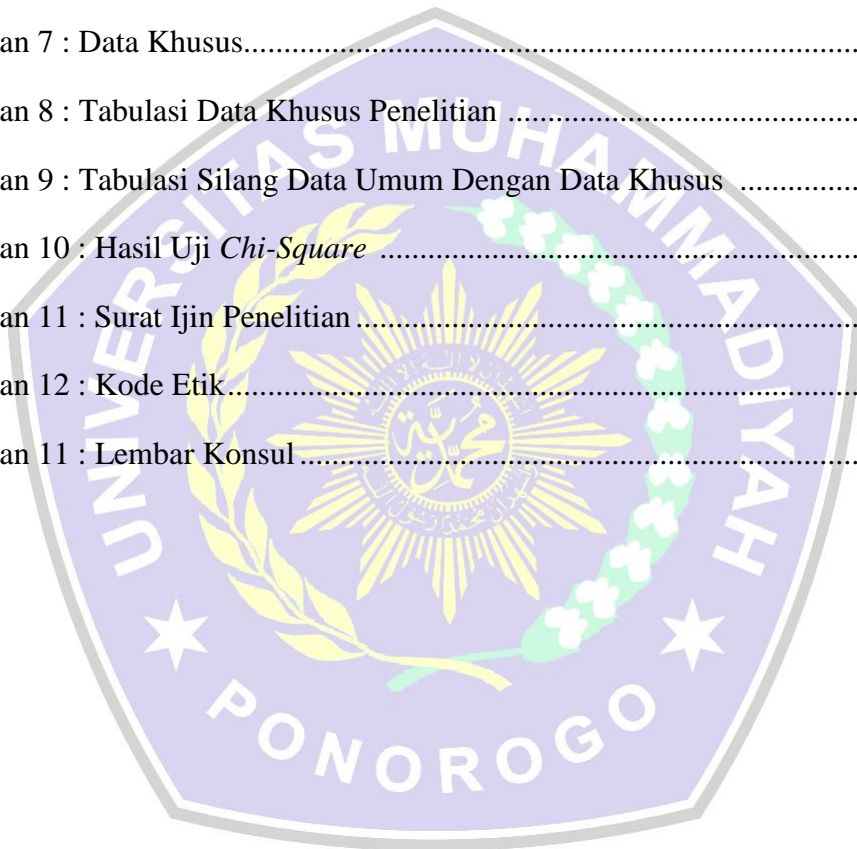 an 7 : Data Khusus............................................................................
an 8 : Tabulasi Data Khusus Penelitian ...........................................
an 9 : Tabulasi Silang Data Umum Dengan Data Khusus ...............
an 10 : Hasil Uji Chi-Square ...........................................................
an 11 : Surat Ijin Penelitian ..............................................................
an 12 : Kode Etik..............................................................................
an 11 : Lembar Konsul .....................................................................
UNIVERSITAS MUHAMMADIYAH
PONOROGO